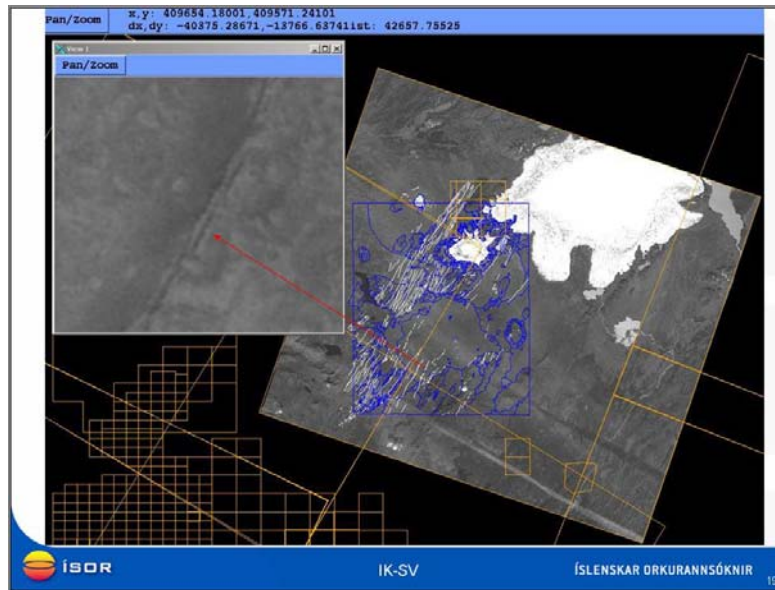 Pan/Zoom
x,y: 409654.18001,409571.24101
dx,dy: -40375.28671,-13766.63741ist: 42657.75525
View 1
Pan/Zoom
ÍSOR
IK-SV
ÍSLENSKAR ORKURANNSÓKNIR
19